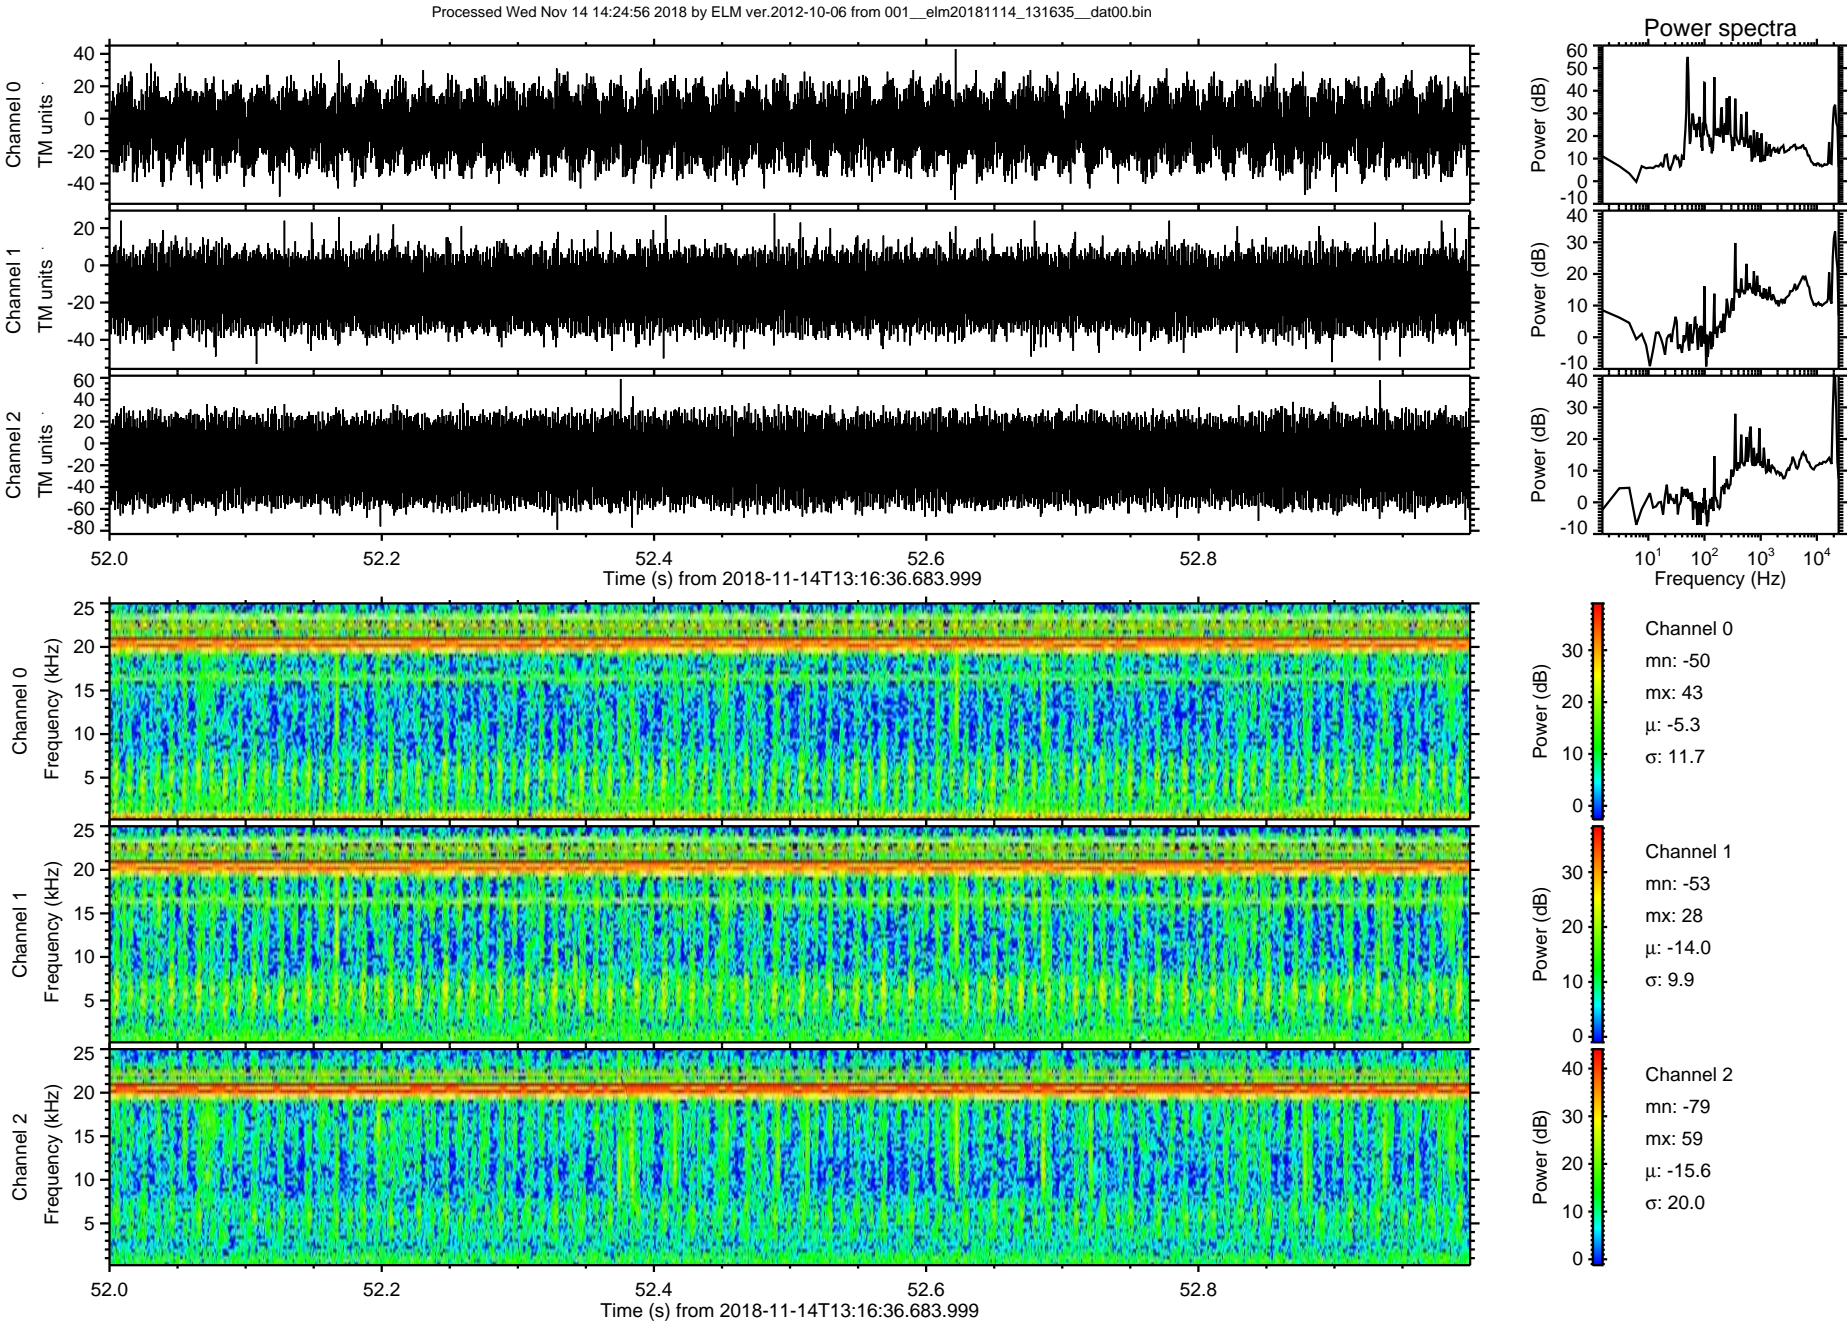 Processed Wed Nov 14 14:24:56 2018 by ELM ver.2012-10-06 from 001__elm20181114_131635__dat00.bin
Power spectra
Channel 0
TM units
40
20
0
-20
-40
Power (dB)
60
50
40
30
20
10
0
-10
Channel 1
TM units
20
0
-20
-40
Power (dB)
40
30
20
10
0
-10
Channel 2
TM units
60
40
20
0
-20
-40
-60
-80
Power (dB)
40
30
20
10
0
-10
52.0 52.2 52.4 52.6 52.8
Time (s) from 2018-11-14T13:16:36.683.999
10¹ 10² 10³ 10⁴
Frequency (Hz)
Channel 0
Frequency (kHz)
25
20
15
10
5
Power (dB)
30
20
10
0
Channel 0
mn: -50
mx: 43
μ: -5.3
σ: 11.7
Channel 1
Frequency (kHz)
25
20
15
10
5
Power (dB)
30
20
10
0
Channel 1
mn: -53
mx: 28
μ: -14.0
σ: 9.9
Channel 2
Frequency (kHz)
25
20
15
10
5
Power (dB)
40
30
20
10
0
Channel 2
mn: -79
mx: 59
μ: -15.6
σ: 20.0
52.0 52.2 52.4 52.6 52.8
Time (s) from 2018-11-14T13:16:36.683.999